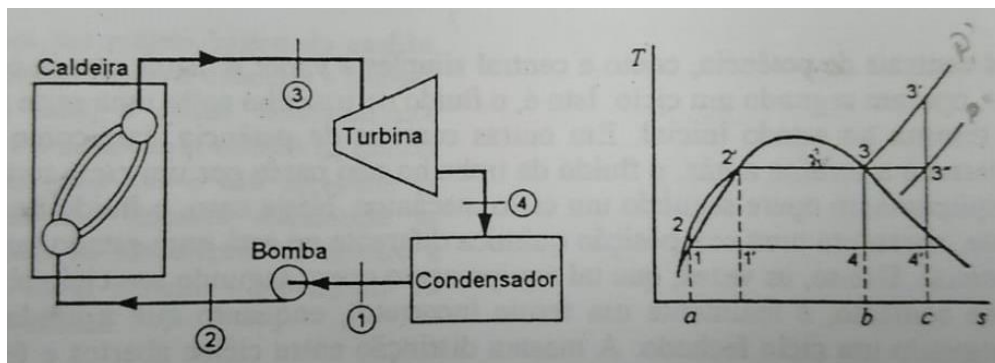 Caldeira
3
Turbina
4
Bomba
Condensador
1
2
T
3'
2'
3
3"
2
1
1'
4
4'
a
b
c
s